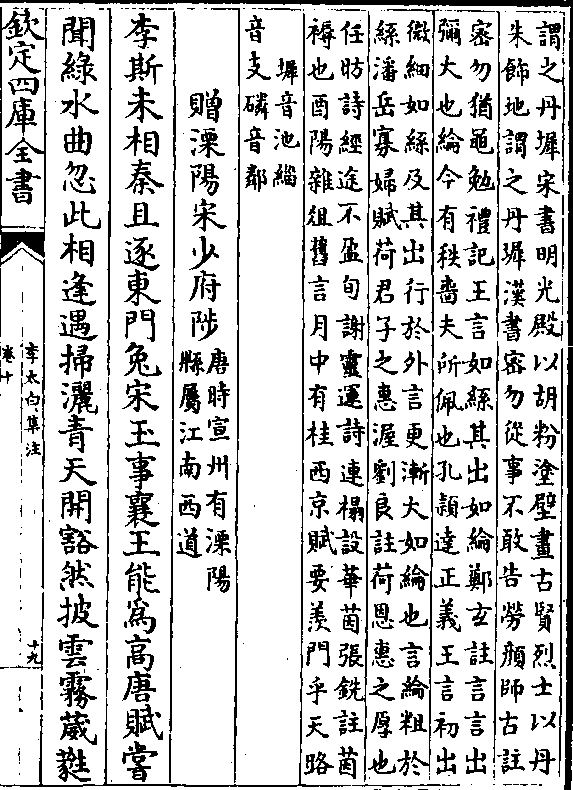 謂之丹墀宋書明光殿以胡粉塗壁畫古賢烈士以丹
朱飾地謂之丹墀漢書宻勿從事不敢告勞顔師古註
宻勿猶黽勉禮記王言如絲其出如綸鄭𤣥註言言出
彌大也綸今有秩嗇夫所佩也孔頴達正義王言初出
微細如絲及其出行於外言更漸大如綸也言綸粗於
絲潘岳寡婦賦荷君子之惠渥劉良註荷恩惠之厚也
任昉詩經途不盈旬謝靈運詩連榻設華茵張銑註茵
褥也酉陽雜俎舊言月中有桂西京賦要羨門乎天路
墀音池緇
音支磷音鄰
贈溧陽宋少府陟唐時宣州有溧陽
縣屬江南西道
李斯未相秦且逐東門兔宋玉事襄王能為高唐賦嘗
聞綠水曲忽此相逢遇掃灑青天開豁然披雲霧葳蕤
欽定四庫全書
李太白集注
卷十
十九